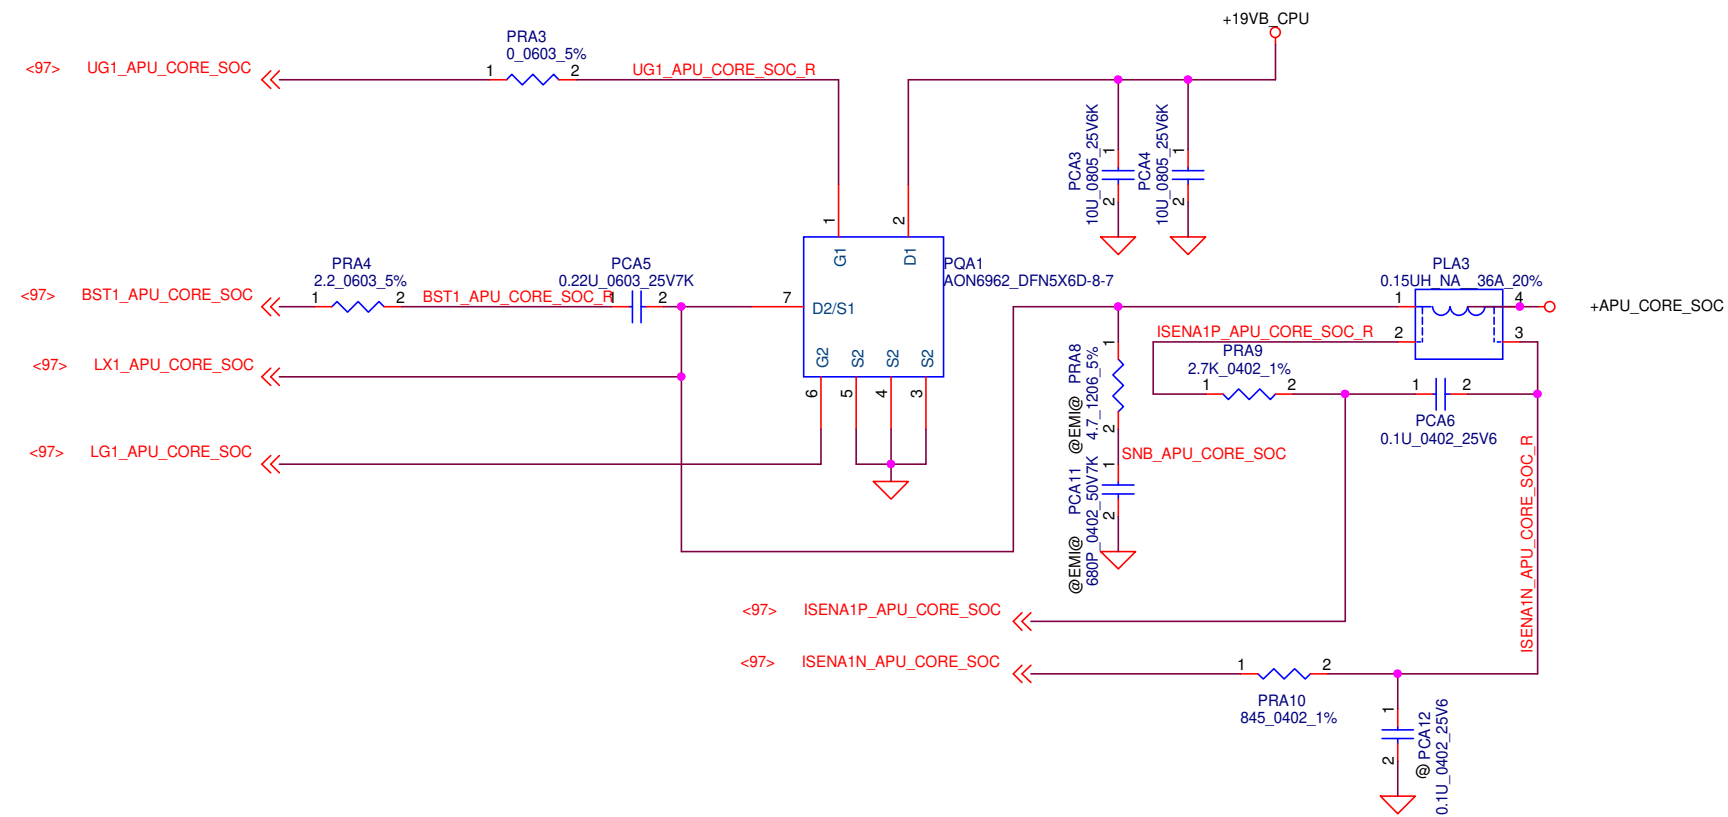 +19VB_CPU
PRA3
0_0603_5%
<97> UG1_APU_CORE_SOC
1 2
UG1_APU_CORE_SOC_R
PCA3
10U_0805_25V6K
1
2
PCA4
10U_0805_25V6K
1
2
1
2
G1
D1
PQA1
AON6962_DFN5X6D-8-7
PRA4
2.2_0603_5%
PCA5
0.22U_0603_25V7K
<97> BST1_APU_CORE_SOC
1 2
BST1_APU_CORE_SOC_R
1 2
7
D2/S1
G2
S2
S2
S2
6
5
4
3
<97> LX1_APU_CORE_SOC
<97> LG1_APU_CORE_SOC
PLA3
0.15UH_NA__36A_20%
1
4
+APU_CORE_SOC
2
3
ISENA1P_APU_CORE_SOC_R
PRA9
2.7K_0402_1%
1 2
1 2
PCA6
0.1U_0402_25V6
@EMI@ PRA8
4.7_1206_5%
1
2
SNB_APU_CORE_SOC
@EMI@ PCA11
680P_0402_50V7K
1
2
ISENA1N_APU_CORE_SOC_R
<97> ISENA1P_APU_CORE_SOC
<97> ISENA1N_APU_CORE_SOC
1 2
PRA10
845_0402_1%
1
2
@ PCA12
0.1U_0402_25V6